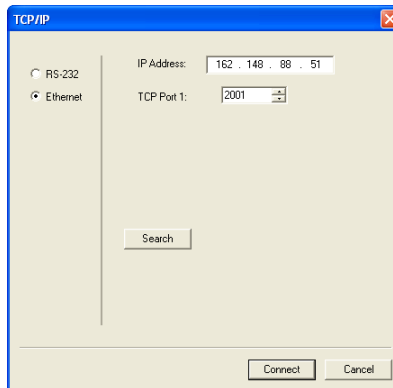 TCP/IP
RS-232
Ethernet
IP Address: 162 . 148 . 88 . 51
TCP Port 1: 2001
Search
Connect Cancel